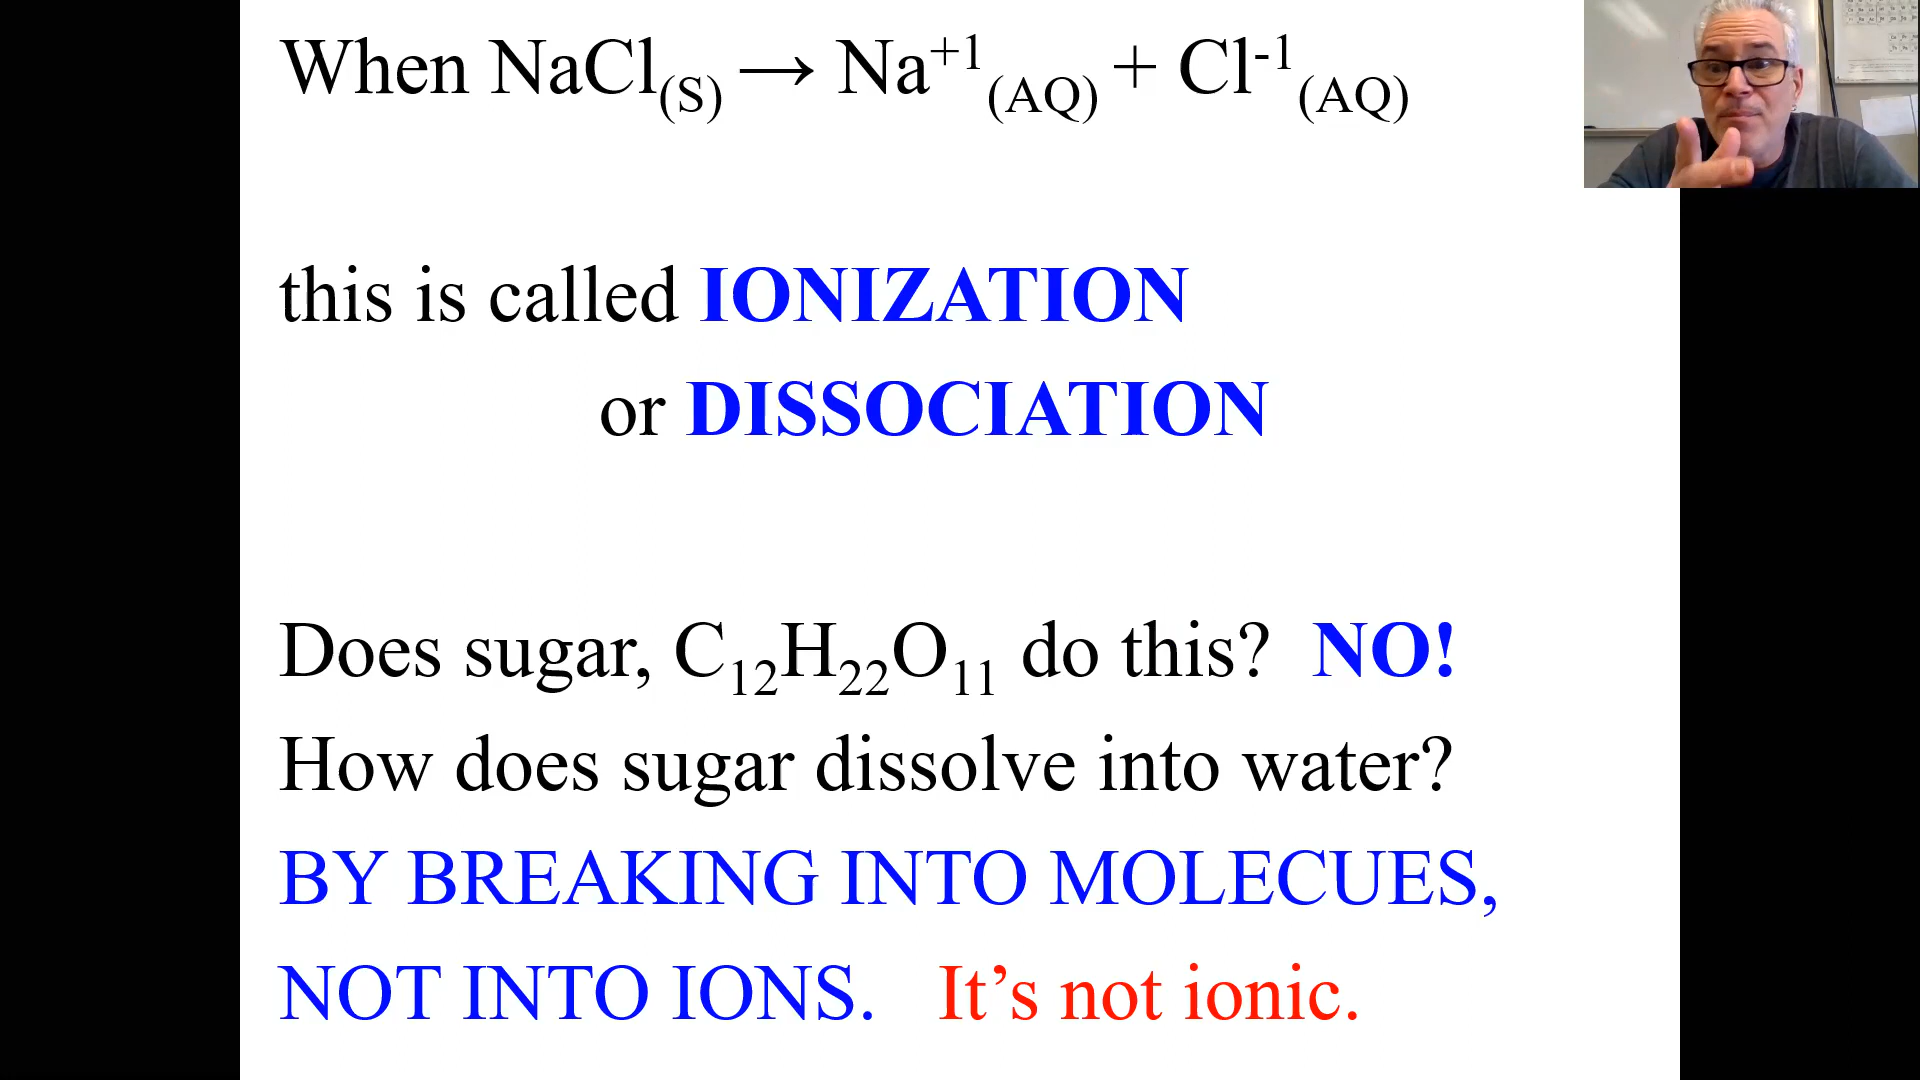 When NaCl(S) → Na+1(AQ) + Cl-1(AQ)
this is called IONIZATION
or DISSOCIATION
Does sugar, C12H22O11 do this? NO!
How does sugar dissolve into water?
BY BREAKING INTO MOLECUES,
NOT INTO IONS. It’s not ionic.